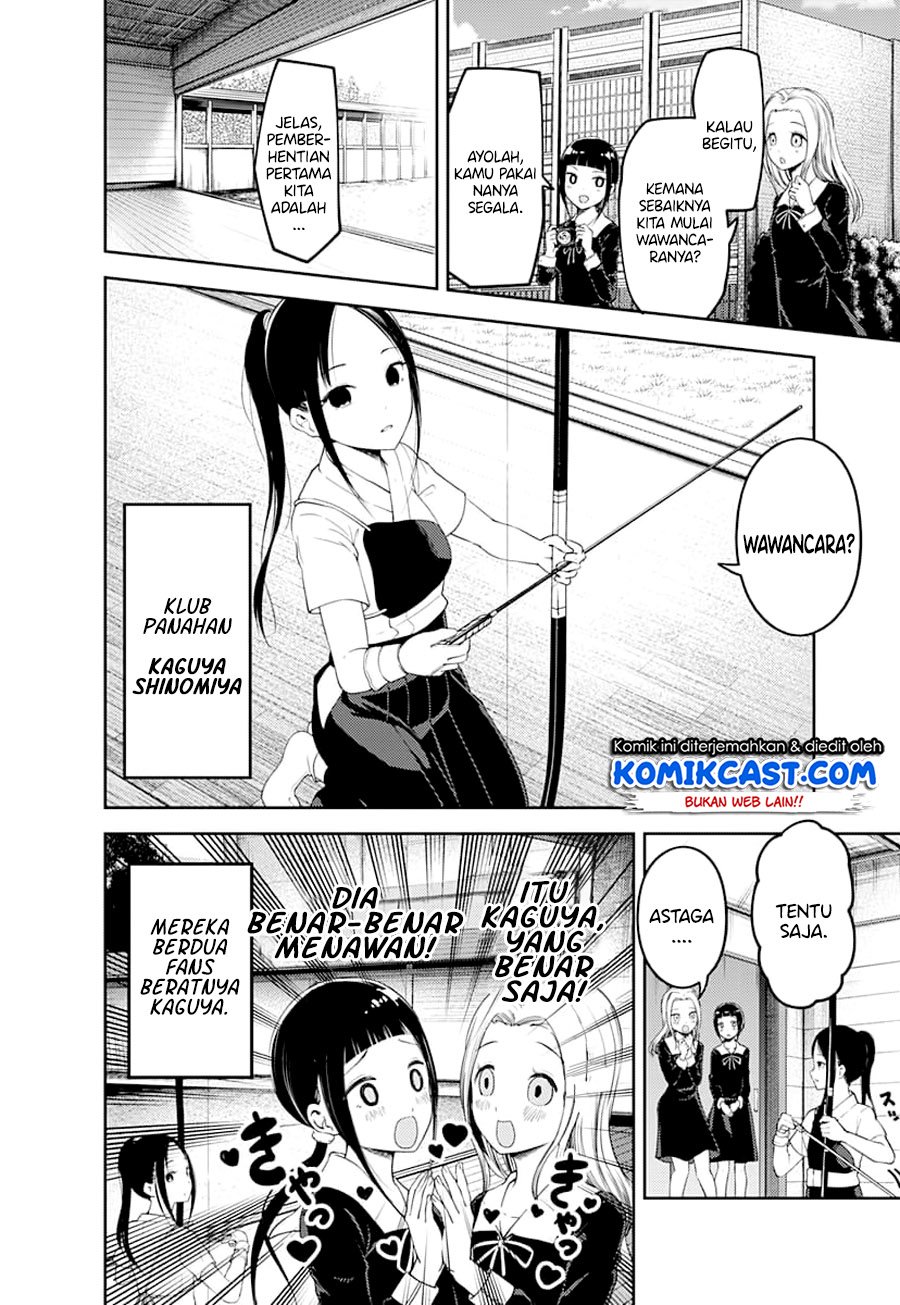 KALAU
BEGITU,
KEMANA
SEBAIKNYA
KITA MULAI
WAWANCA-
RANYA?
AYOLAH,
KAMU PAKAI
NANYA
SEGALA.
JELAS,
PEMBER-
HENTIAN
PERTAMA
KITA
ADALAH
...
WAWANCARA?
KLUB
PANAHAN
KAGUYA
SHINOMIYA
Komik ini diterjemahkan & diedit oleh
KOMIKCAST.COM
BUKAN WEB LAIN!!
TENTU
SAJA.
ASTAGA
....
スッ
ITU
KAGUYA,
YANG
BENAR
SAJA!
DIA
BENAR-BENAR
MENAWAN!
きゃっ
きゃっ
MEREKA
BERDUA
FANS
BERATNYA
KAGUYA.